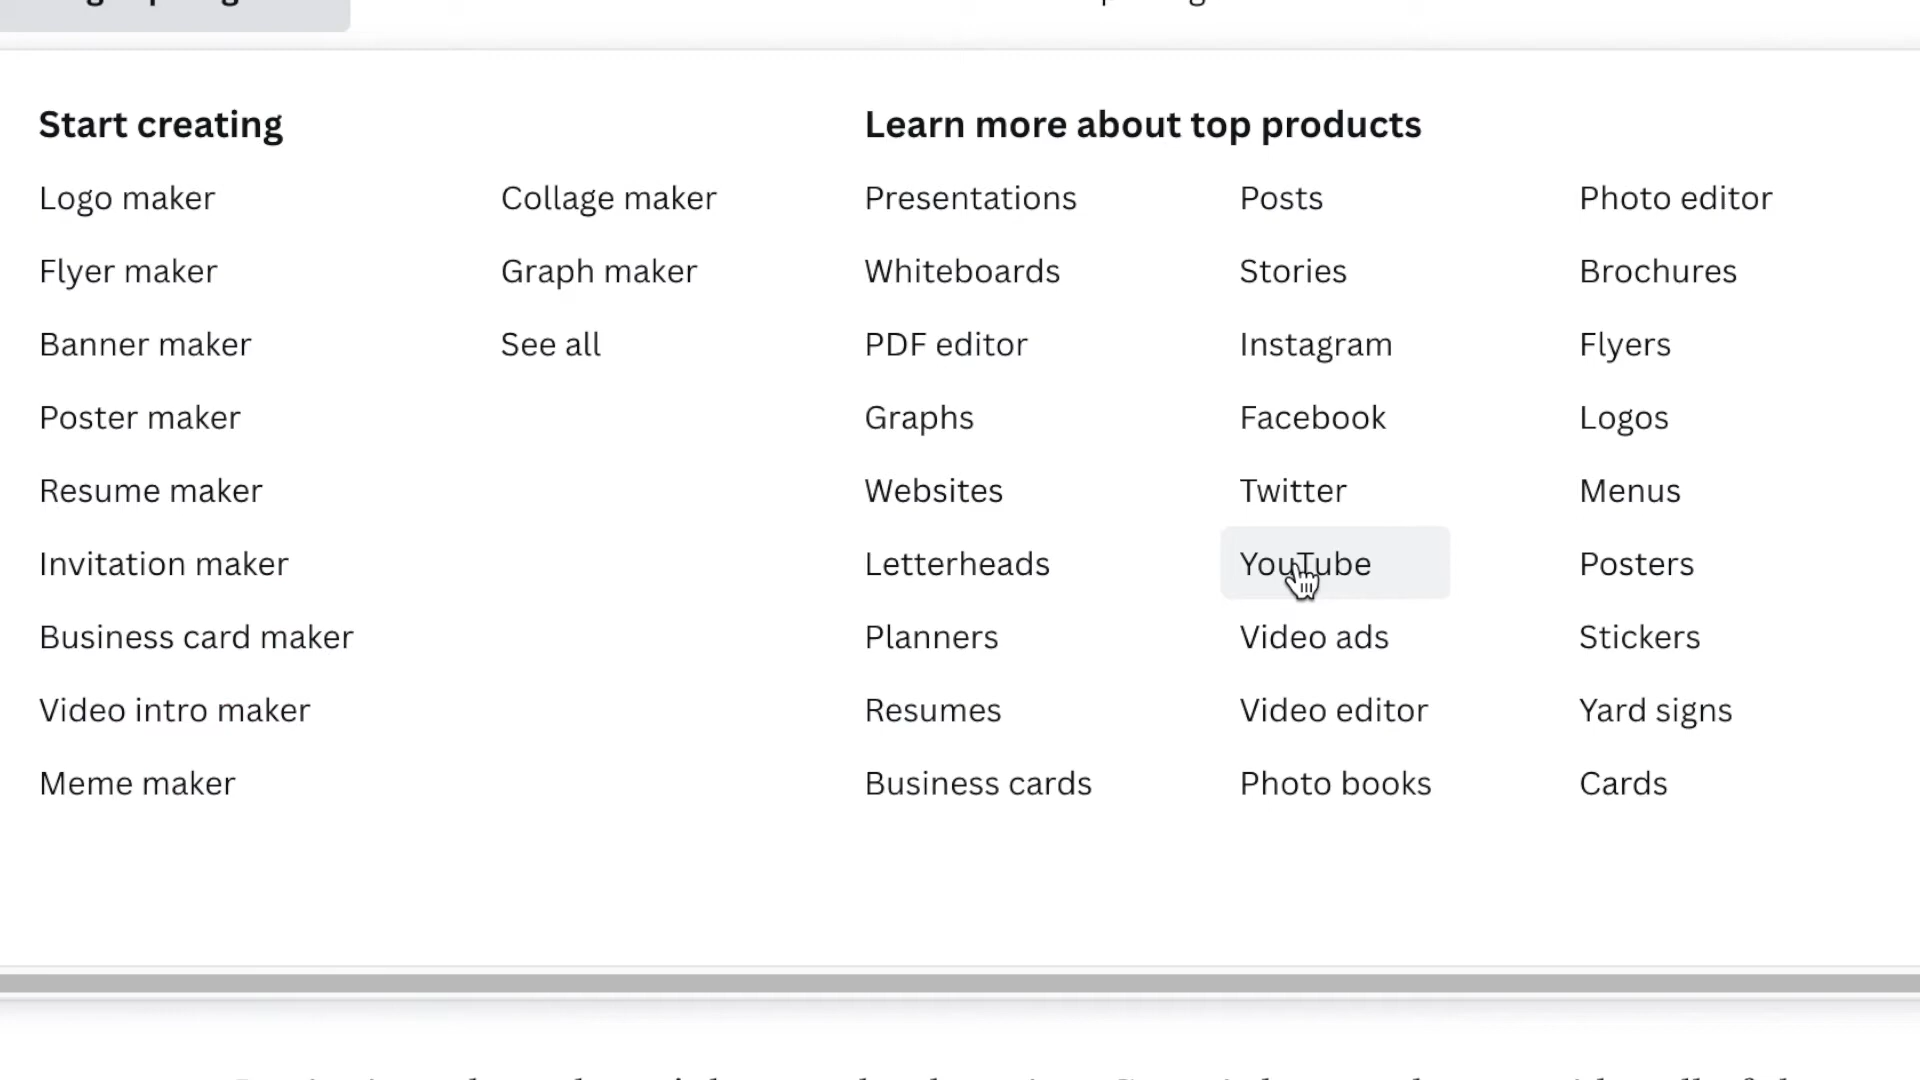 Start creating
Logo maker
Flyer maker
Banner maker
Poster maker
Resume maker
Invitation maker
Business card maker
Video intro maker
Meme maker
Collage maker
Graph maker
See all
Learn more about top products
Presentations
Whiteboards
PDF editor
Graphs
Websites
Letterheads
Planners
Resumes
Business cards
Posts
Stories
Instagram
Facebook
Twitter
YouTube
Video ads
Video editor
Photo books
Photo editor
Brochures
Flyers
Logos
Menus
Posters
Stickers
Yard signs
Cards